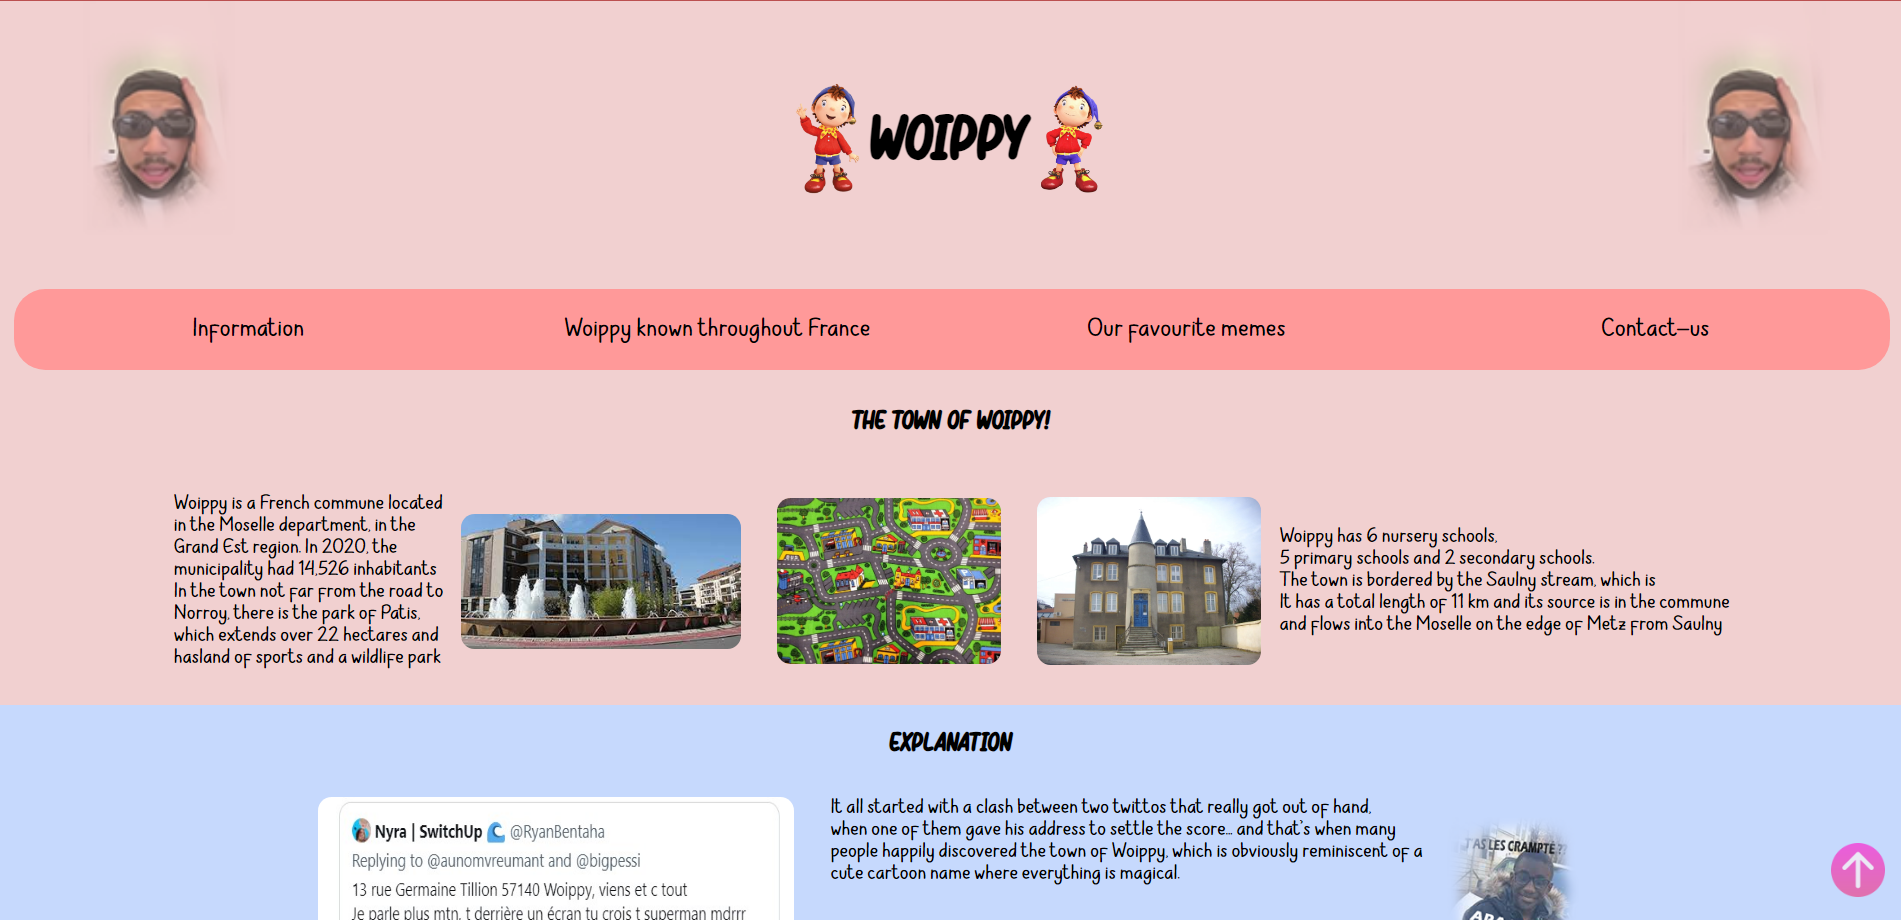 WOIPPY
Information
Woippy known throughout France
Our favourite memes
Contact-us
THE TOWN OF WOIPPY!
Woippy is a French commune located
in the Moselle department, in the
Grand Est region. In 2020, the
municipality had 14,526 inhabitants
In the town not far from the road to
Norroy, there is the park of Patis,
which extends over 22 hectares and
hasland of sports and a wildlife park
Woippy has 6 nursery schools,
5 primary schools and 2 secondary schools.
The town is bordered by the Saulny stream, which is
It has a total length of 11 km and its source is in the commune
and flows into the Moselle on the edge of Metz from Saulny
EXPLANATION
Nyra | SwitchUp 🌊 @RyanBentaha
Replying to @aunomvreumant and @bigpessi
13 rue Germaine Tillion 57140 Woippy, viens et c tout
Je parle plus mtn, t derrière un écran tu crois t superman mdrrr
It all started with a clash between two twittos that really got out of hand,
when one of them gave his address to settle the score... and that's when many
people happily discovered the town of Woippy, which is obviously reminiscent of a
cute cartoon name where everything is magical.
T'AS LES CRAMPTÉ ??